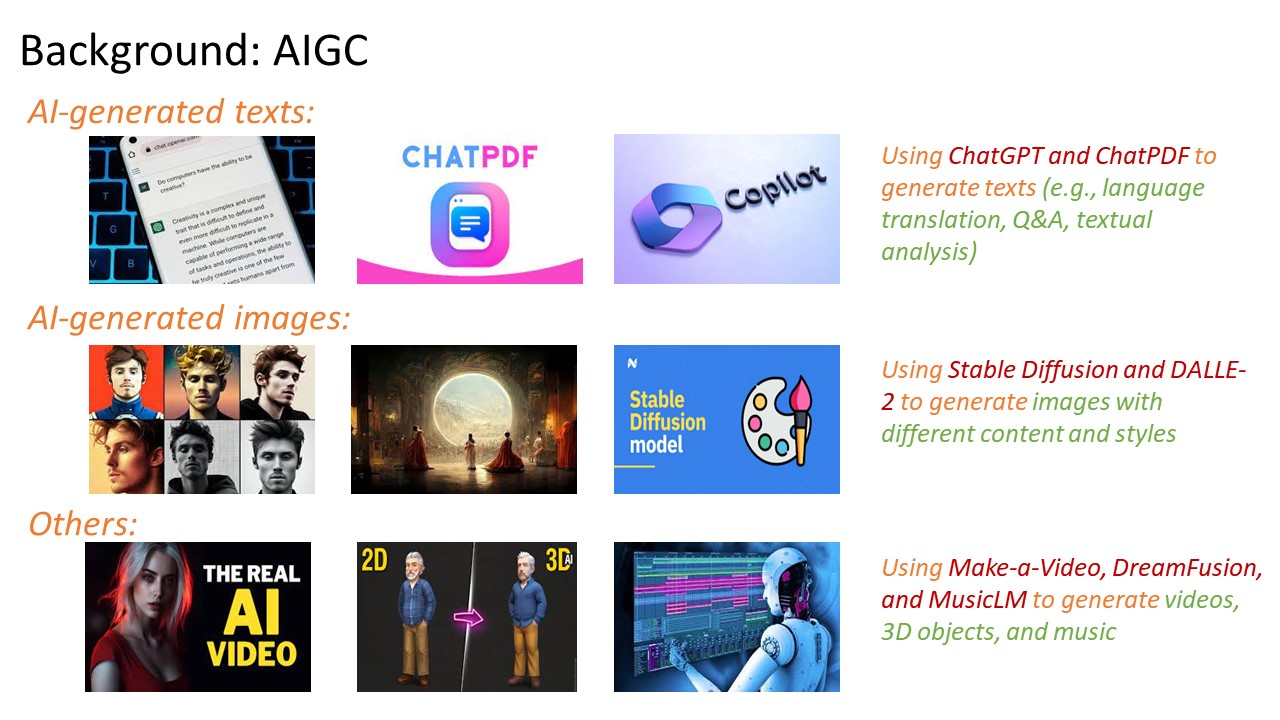 Background: AIGC
AI-generated texts:
chat.openai.com
Do computers have the ability to be
creative?
Creativity is a complex and unique
trait that is difficult to define and
even more difficult to replicate in a
machine. While computers are
capable of performing a wide range
of tasks and operations, the ability to
be truly creative is one of the few
sets humans apart from
G
V
B
CHATPDF
Copilot
Using ChatGPT and ChatPDF to
generate texts (e.g., language
translation, Q&A, textual
analysis)
AI-generated images:
N
Stable
Diffusion
model
Using Stable Diffusion and DALLE-
2 to generate images with
different content and styles
Others:
THE REAL
AI
VIDEO
2D
3D
AI
Using Make-a-Video, DreamFusion,
and MusicLM to generate videos,
3D objects, and music